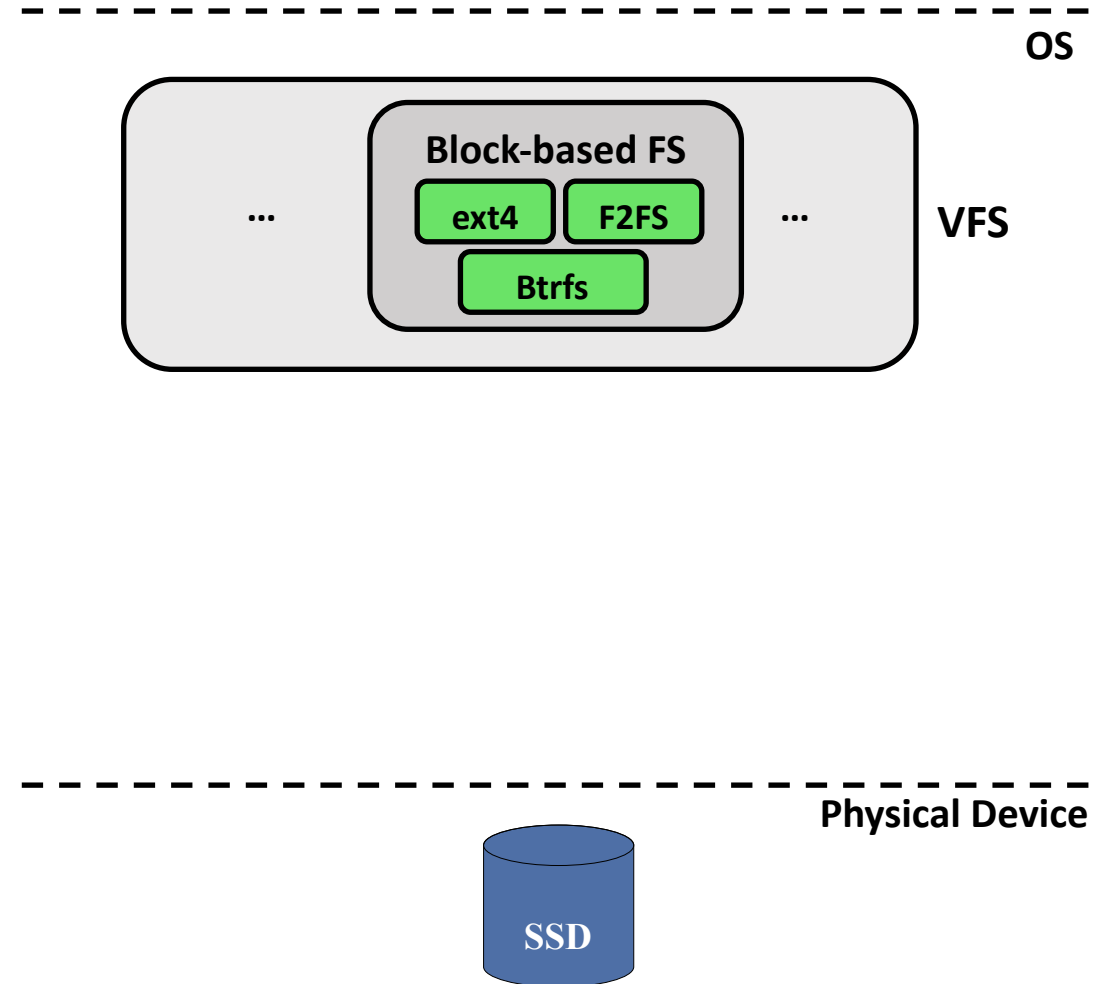 OS
Block-based FS
... ext4 F2FS ... VFS
Btrfs
Physical Device
SSD